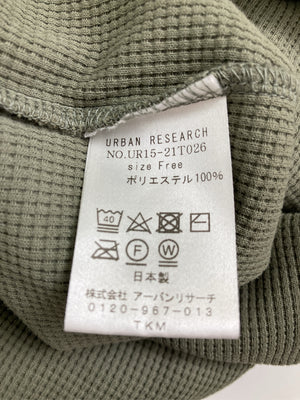 URBAN RESEARCH
NO.UR15-21T026
size Free
ポリエステル100%
40
F W
日本製
株式会社 アーバンリサーチ
0120-967-013
TKM